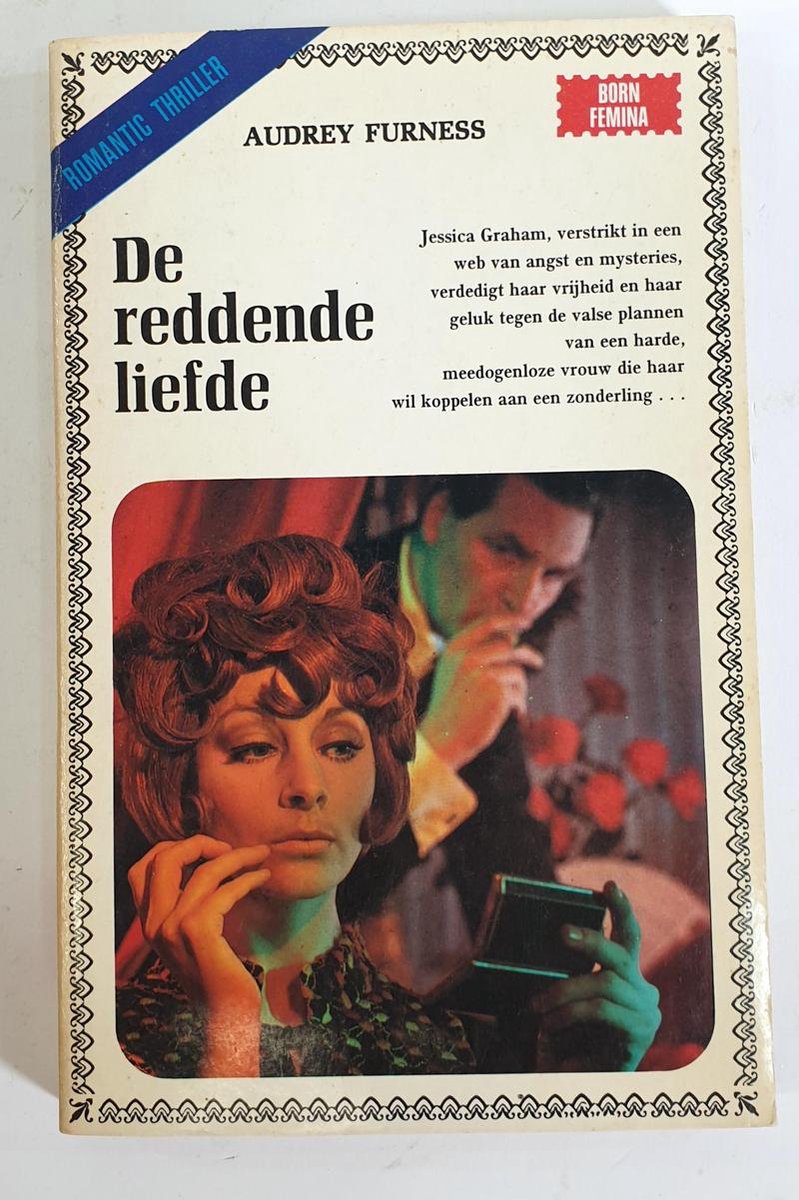 ROMANTIC THRILLER
AUDREY FURNESS
BORN
FEMINA
De
reddende
liefde
Jessica Graham, verstrikt in een
web van angst en mysteries,
verdedigt haar vrijheid en haar
geluk tegen de valse plannen
van een harde,
meedogenloze vrouw die haar
wil koppelen aan een zonderling . . .